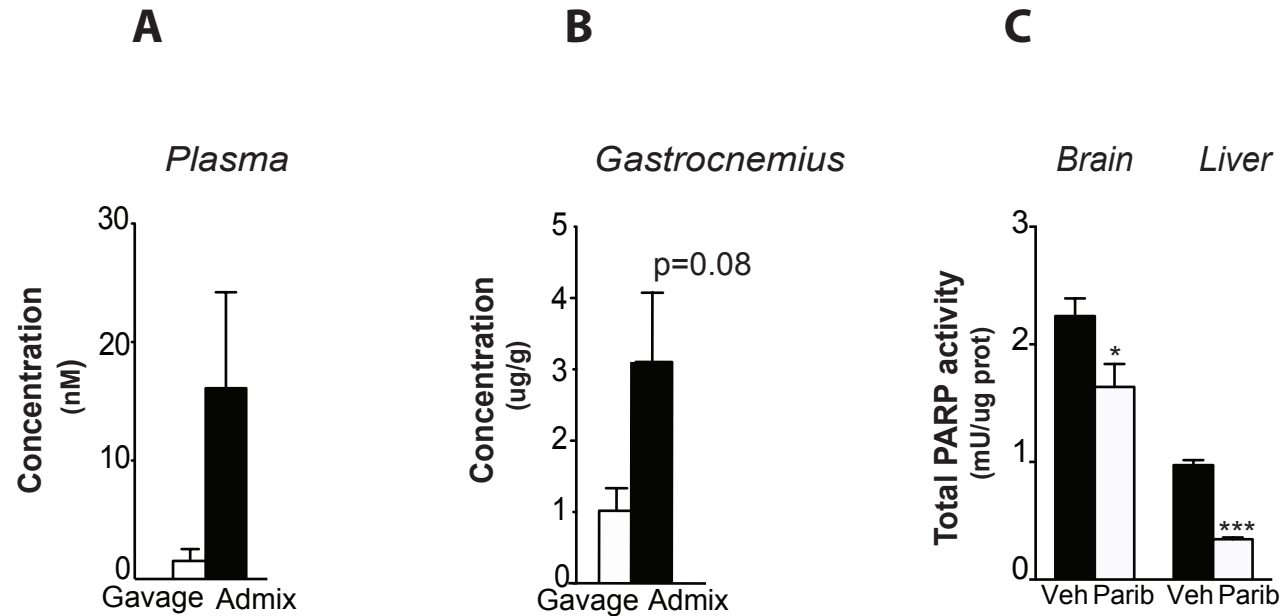 A
B
C
Plasma
Gastrocnemius
Brain
Liver
Concentration
(nM)
30
20
10
0
Gavage Admix
Concentration
(ug/g)
5
4
3
2
1
0
p=0.08
Gavage Admix
Total PARP activity
(mU/ug prot)
3
2
1
0
*
***
Veh Parib
Veh Parib